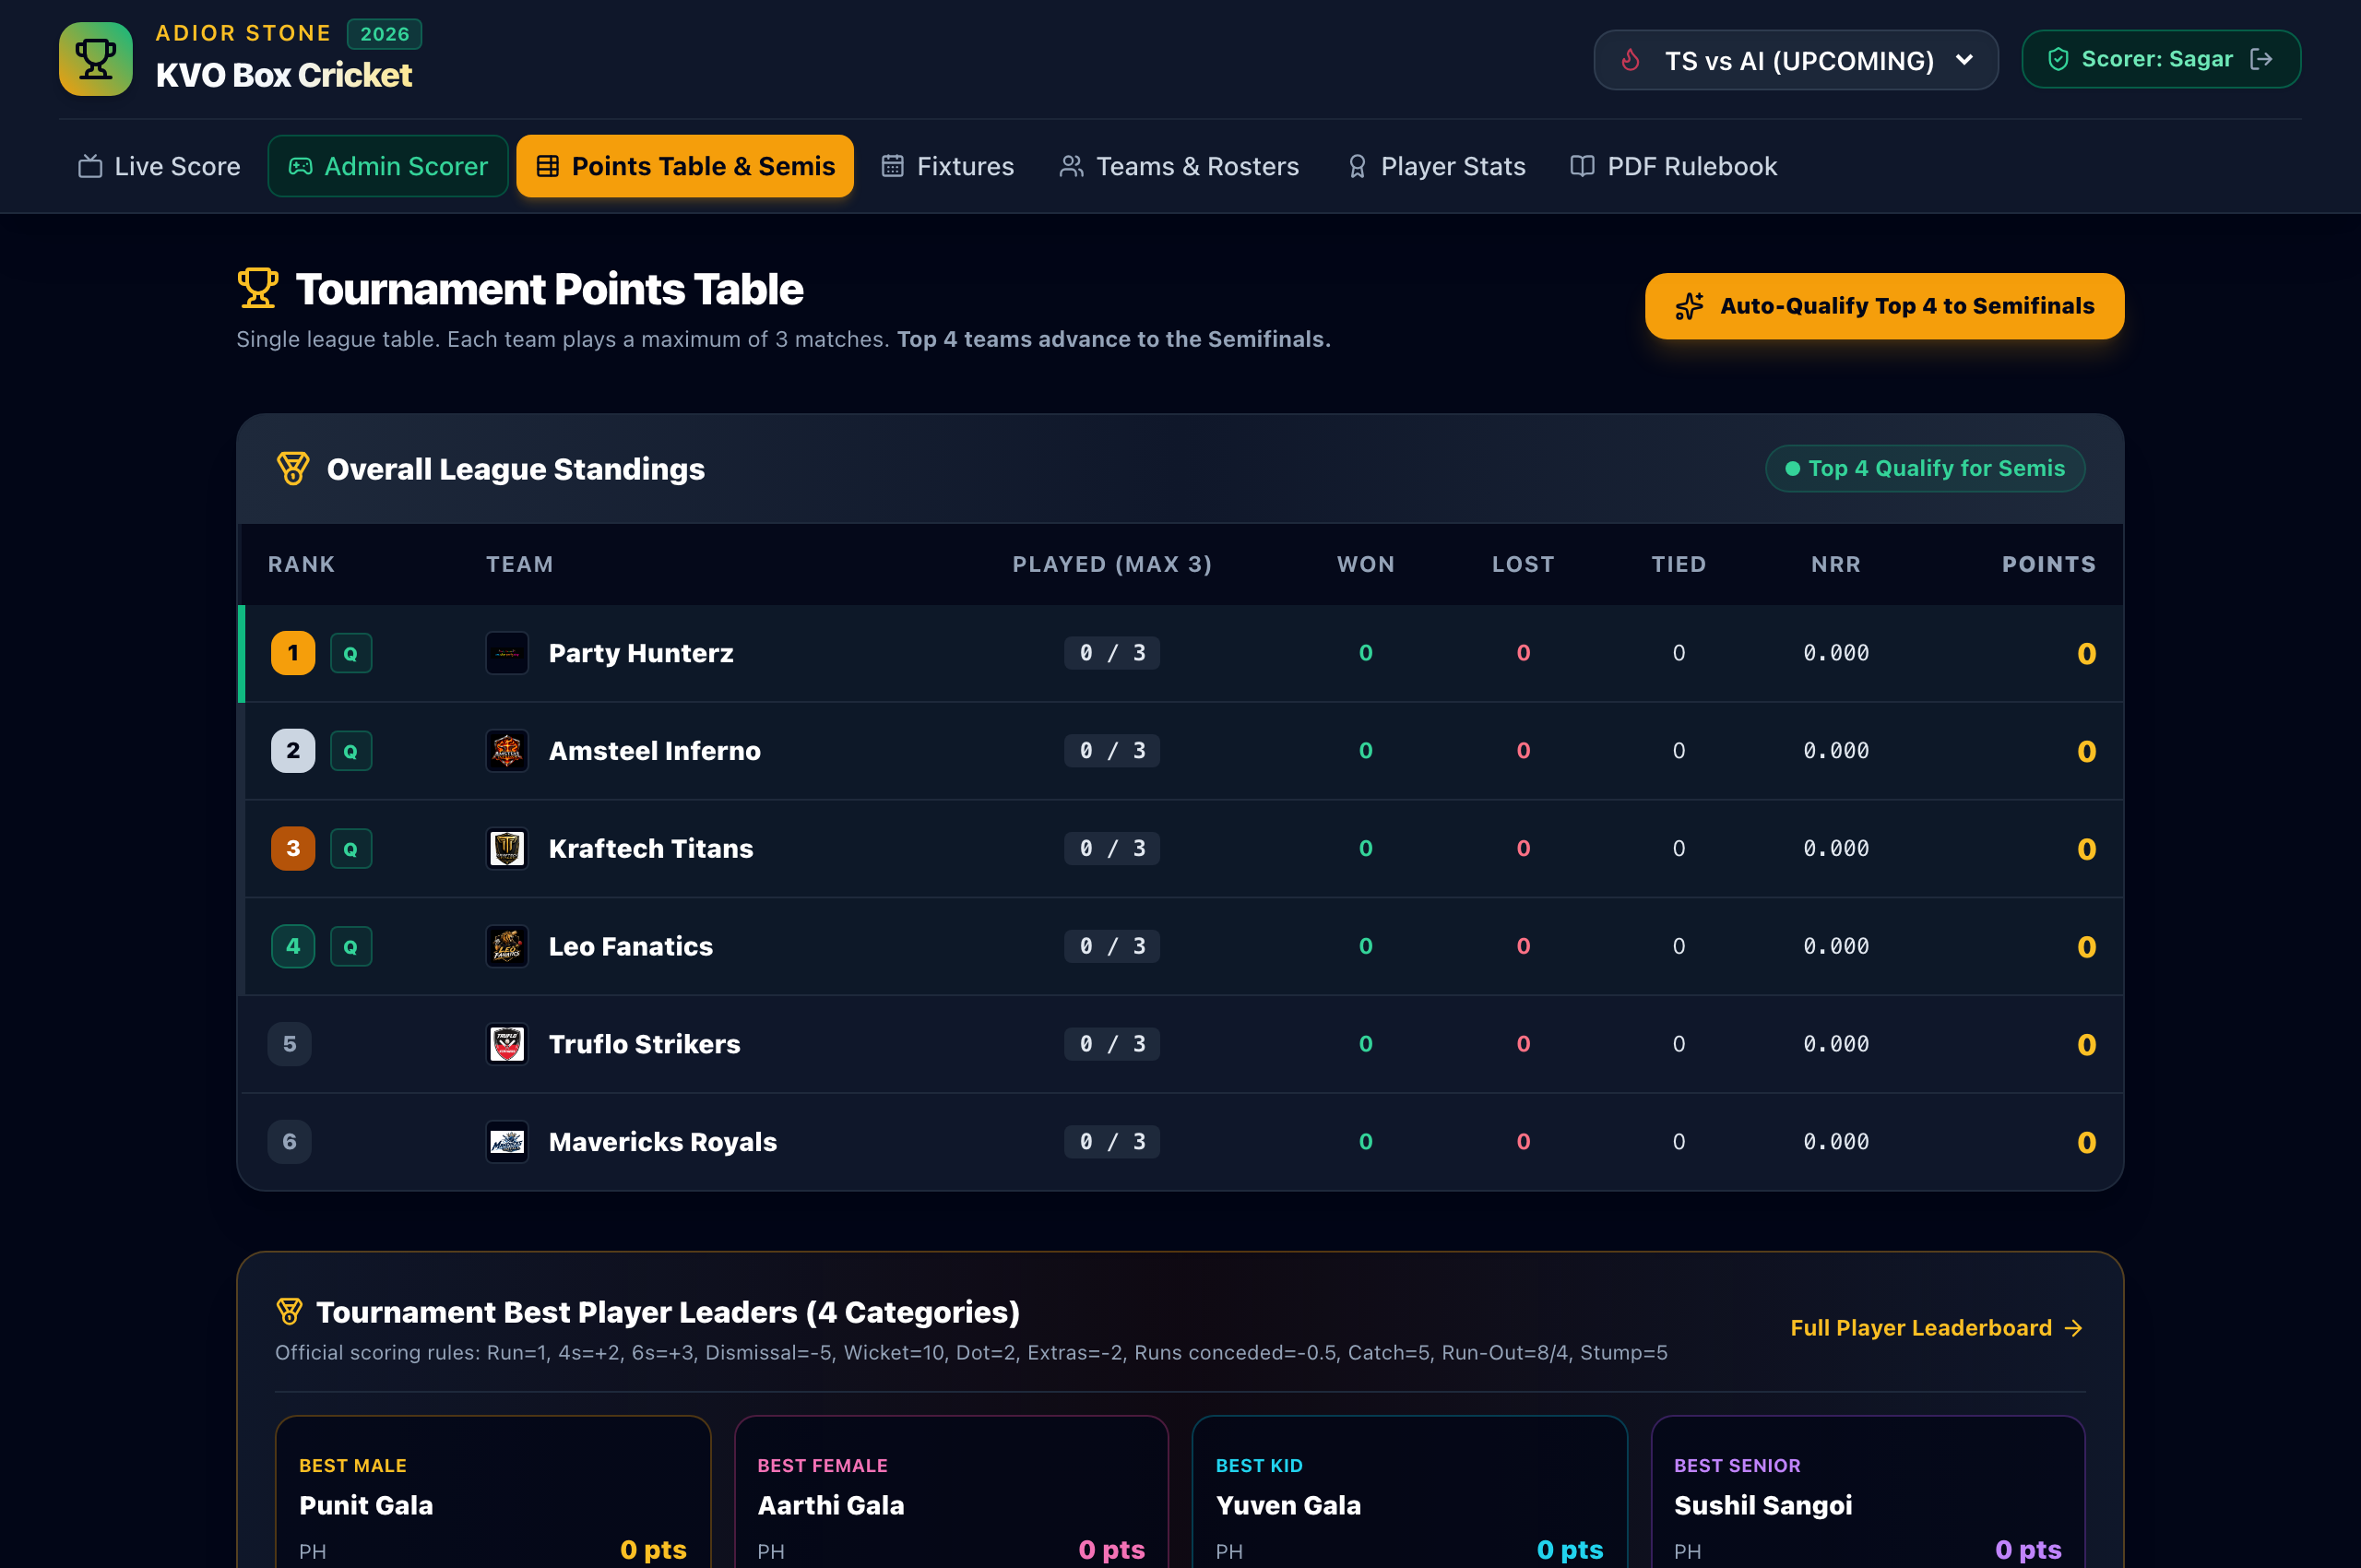 ADIOR STONE 2026
KVO Box Cricket
TS vs AI (UPCOMING)
Scorer: Sagar
Live Score
Admin Scorer
Points Table & Semis
Fixtures
Teams & Rosters
Player Stats
PDF Rulebook
Tournament Points Table
Single league table. Each team plays a maximum of 3 matches. Top 4 teams advance to the Semifinals.
Auto-Qualify Top 4 to Semifinals
Overall League Standings
Top 4 Qualify for Semis
RANK TEAM PLAYED (MAX 3) WON LOST TIED NRR POINTS
1 Q Party Hunterz 0 / 3 0 0 0 0.000 0
2 Q Amsteel Inferno 0 / 3 0 0 0 0.000 0
3 Q Kraftech Titans 0 / 3 0 0 0 0.000 0
4 Q Leo Fanatics 0 / 3 0 0 0 0.000 0
5 Truflo Strikers 0 / 3 0 0 0 0.000 0
6 Mavericks Royals 0 / 3 0 0 0 0.000 0
Tournament Best Player Leaders (4 Categories)
Official scoring rules: Run=1, 4s=+2, 6s=+3, Dismissal=-5, Wicket=10, Dot=2, Extras=-2, Runs conceded=-0.5, Catch=5, Run-Out=8/4, Stump=5
Full Player Leaderboard →
BEST MALE
Punit Gala
PH 0 pts
BEST FEMALE
Aarthi Gala
PH 0 pts
BEST KID
Yuven Gala
PH 0 pts
BEST SENIOR
Sushil Sangoi
PH 0 pts